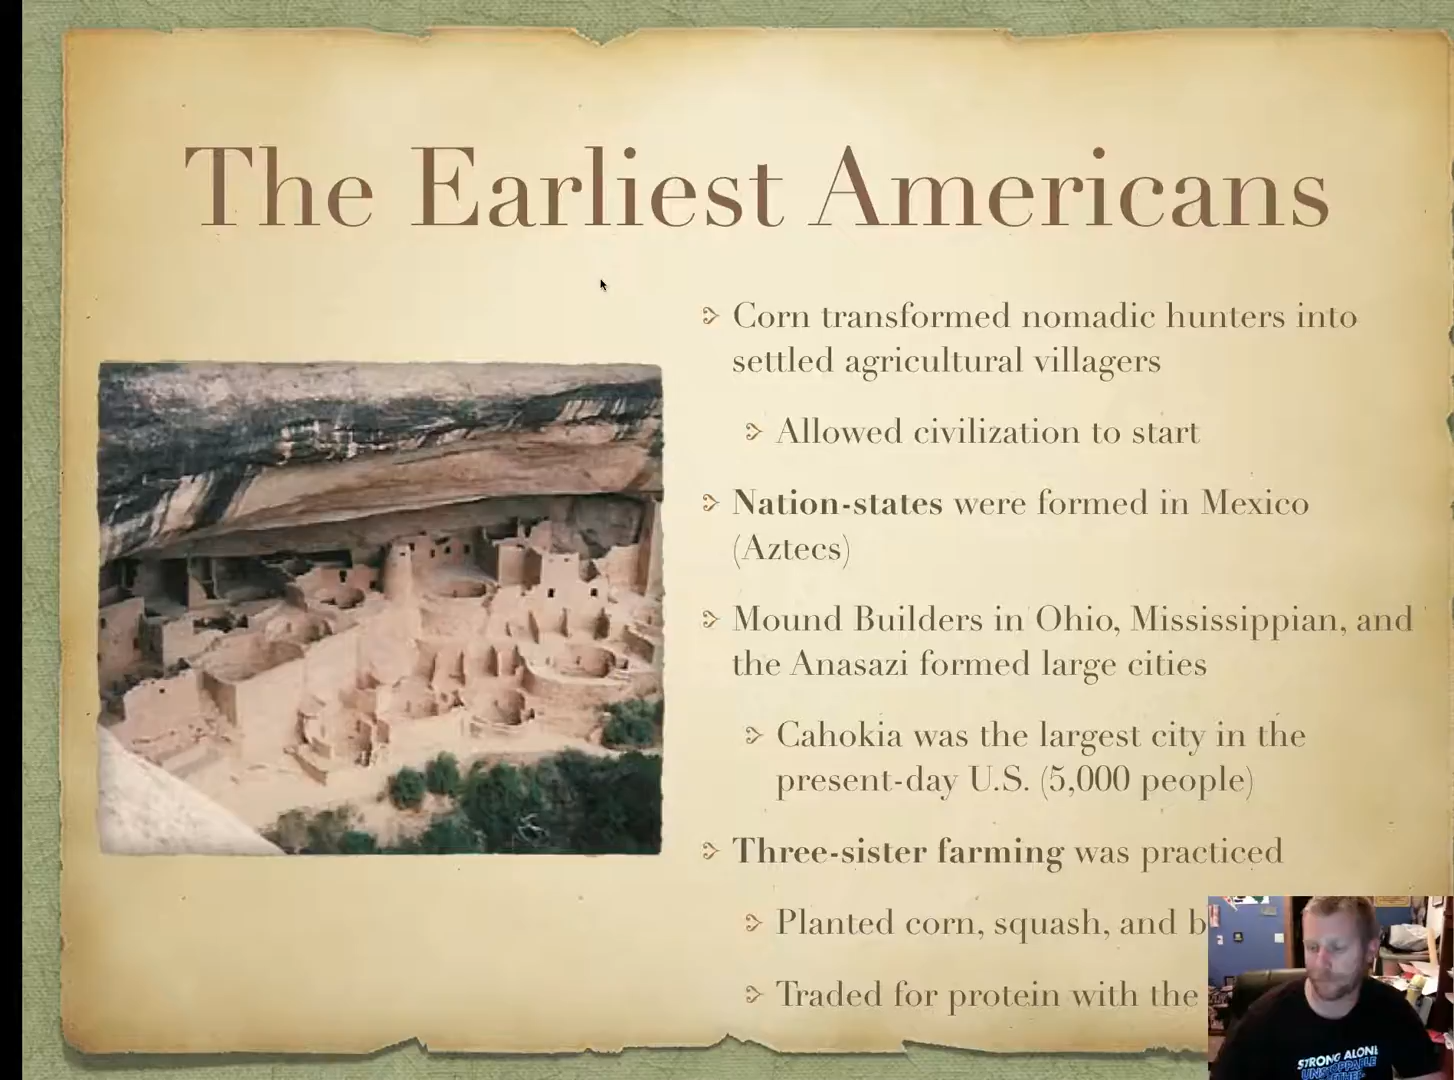 The Earliest Americans
Corn transformed nomadic hunters into
settled agricultural villagers
Allowed civilization to start
Nation-states were formed in Mexico
(Aztecs)
Mound Builders in Ohio, Mississippian, and
the Anasazi formed large cities
Cahokia was the largest city in the
present-day U.S. (5,000 people)
Three-sister farming was practiced
Planted corn, squash, and b
Traded for protein with the
STRONG ALONE
UNSTOPPABLE